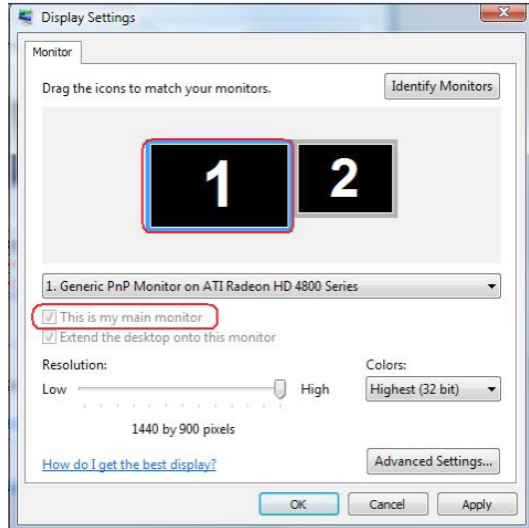 Display Settings
Monitor
Drag the icons to match your monitors.
Identify Monitors
1 2
1. Generic PnP Monitor on ATI Radeon HD 4800 Series
This is my main monitor
Extend the desktop onto this monitor
Resolution: Colors:
Low High Highest (32 bit)
1440 by 900 pixels
How do I get the best display? Advanced Settings...
OK Cancel Apply